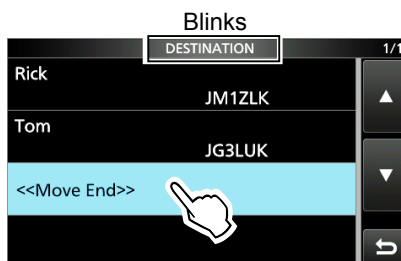 Blinks
DESTINATION 1/1
Rick
JM1ZLK
Tom
JG3LUK
<<Move End>>